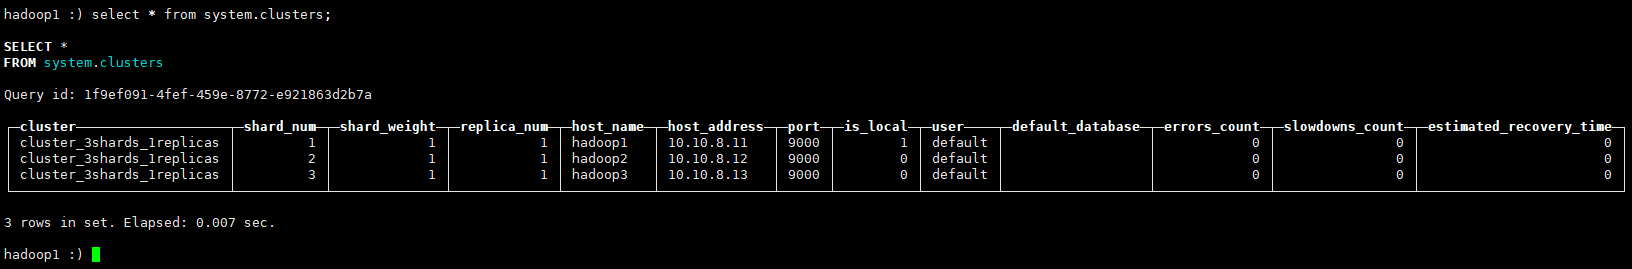 hadoop1 :) select * from system.clusters;
SELECT *
FROM system.clusters
Query id: 1f9ef091-4fef-459e-8772-e921863d2b7a
┌─cluster───────────────────┬─shard_num─┬─shard_weight─┬─replica_num─┬─host_name─┬─host_address─┬─port─┬─is_local─┬─user────┬─default_database─┬─errors_count─┬─slowdowns_count─┬─estimated_recovery_time─┐
│ cluster_3shards_1replicas │         1 │            1 │           1 │ hadoop1   │ 10.10.8.11   │ 9000 │        1 │ default │                  │            0 │               0 │                       0 │
│ cluster_3shards_1replicas │         2 │            1 │           1 │ hadoop2   │ 10.10.8.12   │ 9000 │        0 │ default │                  │            0 │               0 │                       0 │
│ cluster_3shards_1replicas │         3 │            1 │           1 │ hadoop3   │ 10.10.8.13   │ 9000 │        0 │ default │                  │            0 │               0 │                       0 │
└───────────────────────────┴───────────┴──────────────┴─────────────┴───────────┴──────────────┴──────┴──────────┴─────────┴──────────────────┴──────────────┴─────────────────┴─────────────────────────┘
3 rows in set. Elapsed: 0.007 sec.
hadoop1 :)